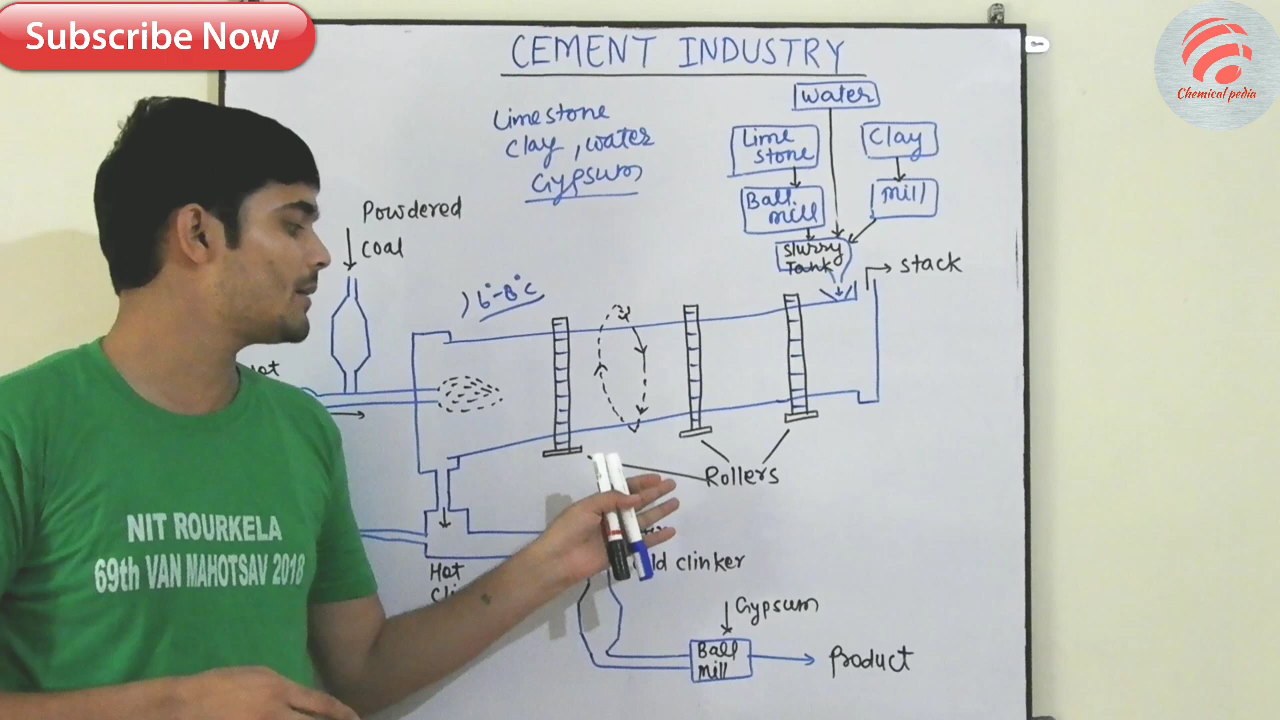 Subscribe Now
Chemical pedia
CEMENT INDUSTRY
Limestone
Clay, water
Gypsum
water
Lime
stone
Clay
Ball
mill
mill
Slurry
Tank
stack
Powdered
coal
Rollers
Hot
clinker
Gypsum
Ball
mill
Product
NIT ROURKELA
69th VAN MAHOTSAV 2018